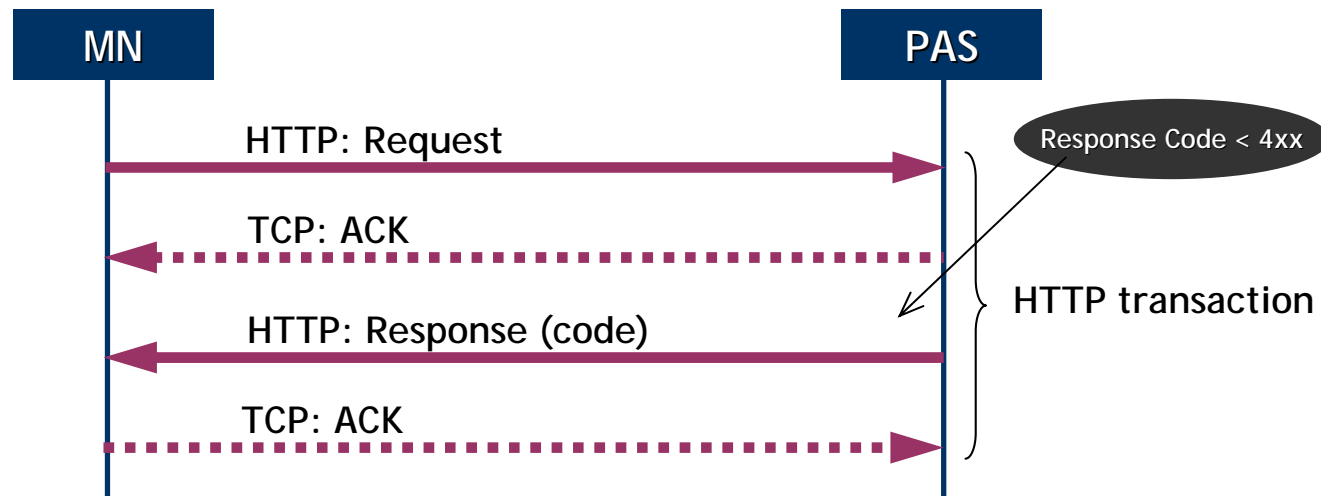 MN
PAS
HTTP: Request
Response Code < 4xx
TCP: ACK
HTTP transaction
HTTP: Response (code)
TCP: ACK